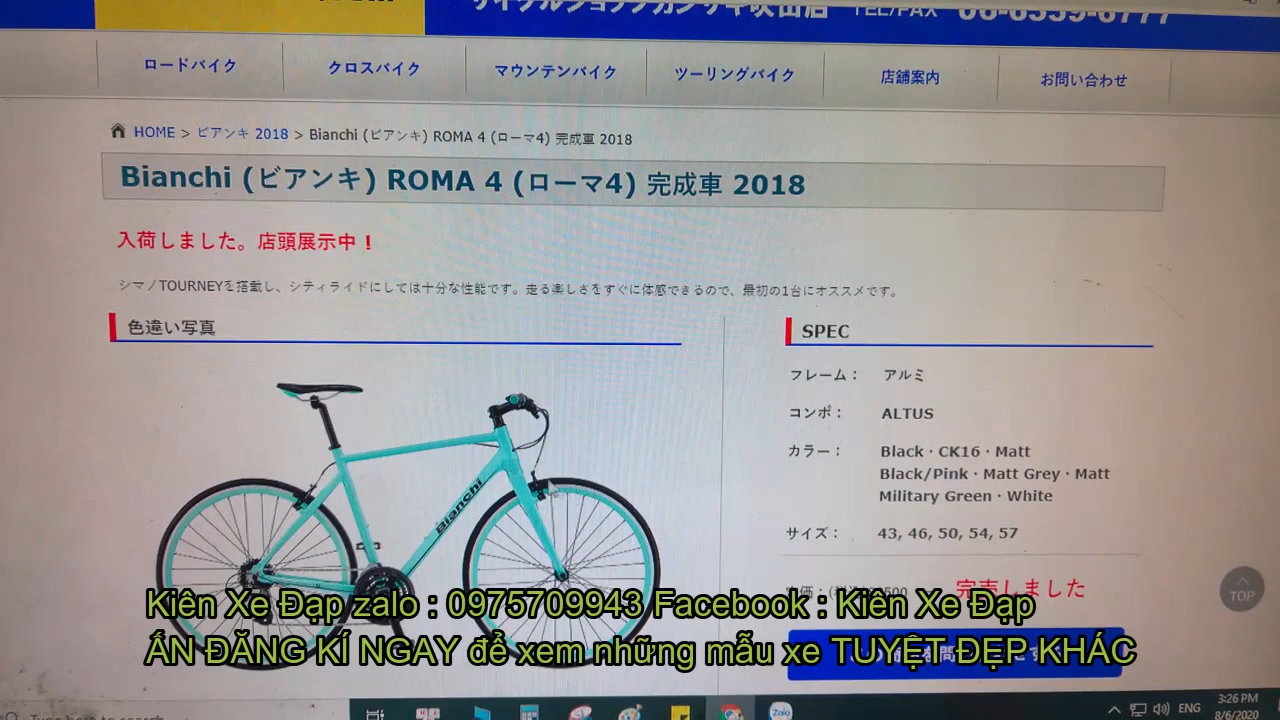 TEL/FAX 06-6339-6777
ロードバイク
クロスバイク
マウンテンバイク
ツーリングバイク
店舗案内
お問い合わせ
HOME > ビアンキ 2018 > Bianchi (ビアンキ) ROMA 4 (ローマ4) 完成車 2018
Bianchi (ビアンキ) ROMA 4 (ローマ4) 完成車 2018
入荷しました。店頭展示中！
シマノTOURNEYを搭載し、シティライドにしては十分な性能です。走る楽しさをすぐに体感できるので、最初の1台にオススメです。
色違い写真
Bianchi
SPEC
フレーム： アルミ
コンポ： ALTUS
カラー： Black・CK16・Matt
Black/Pink・Matt Grey・Matt
Military Green・White
サイズ： 43, 46, 50, 54, 57
完売しました
TOP
Kiên Xe Đạp zalo : 0975709943 Facebook : Kiên Xe Đạp
ẤN ĐĂNG KÍ NGAY để xem những mẫu xe TUYỆT ĐẸP KHÁC
Type here to search
Zalo
ENG
3:26 PM
8/6/2020